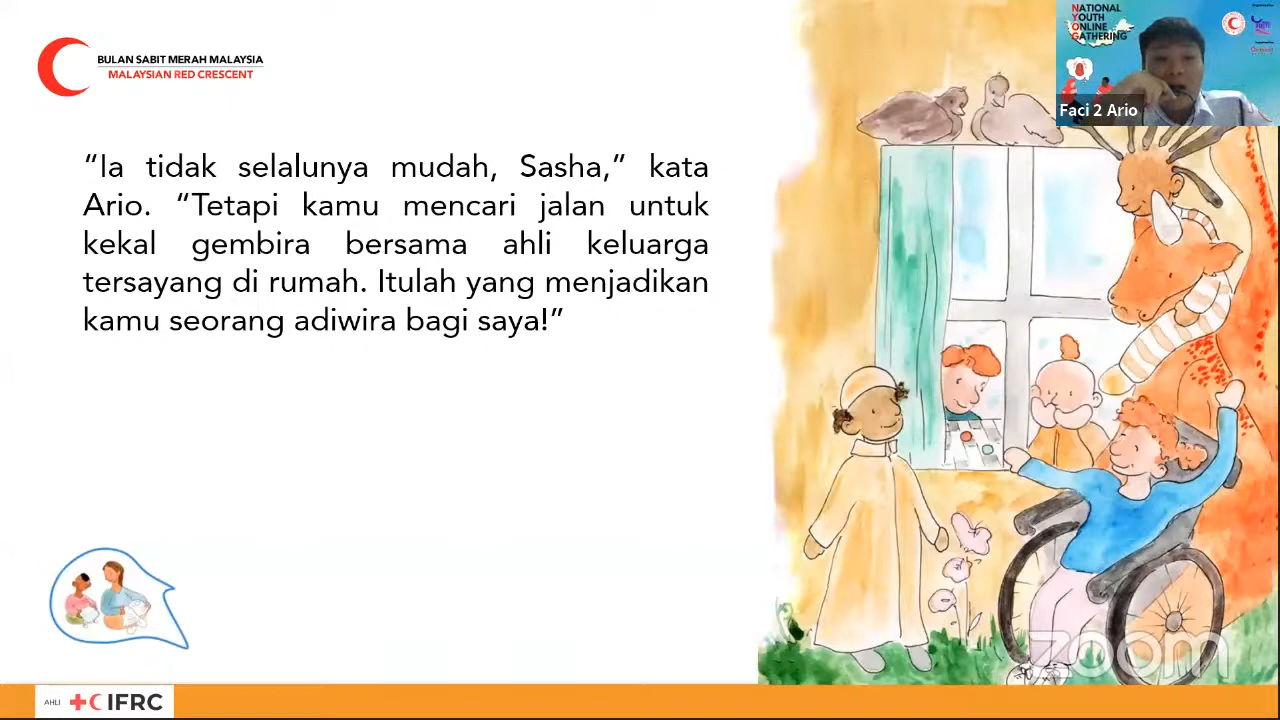 BULAN SABIT MERAH MALAYSIA
MALAYSIAN RED CRESCENT
“Ia tidak selalunya mudah, Sasha,” kata
Ario. “Tetapi kamu mencari jalan untuk
kekal gembira bersama ahli keluarga
tersayang di rumah. Itulah yang menjadikan
kamu seorang adiwira bagi saya!”
NATIONAL
YOUTH
ONLINE
GATHERING
Faci 2 Ario
zoom
AHLI
IFRC